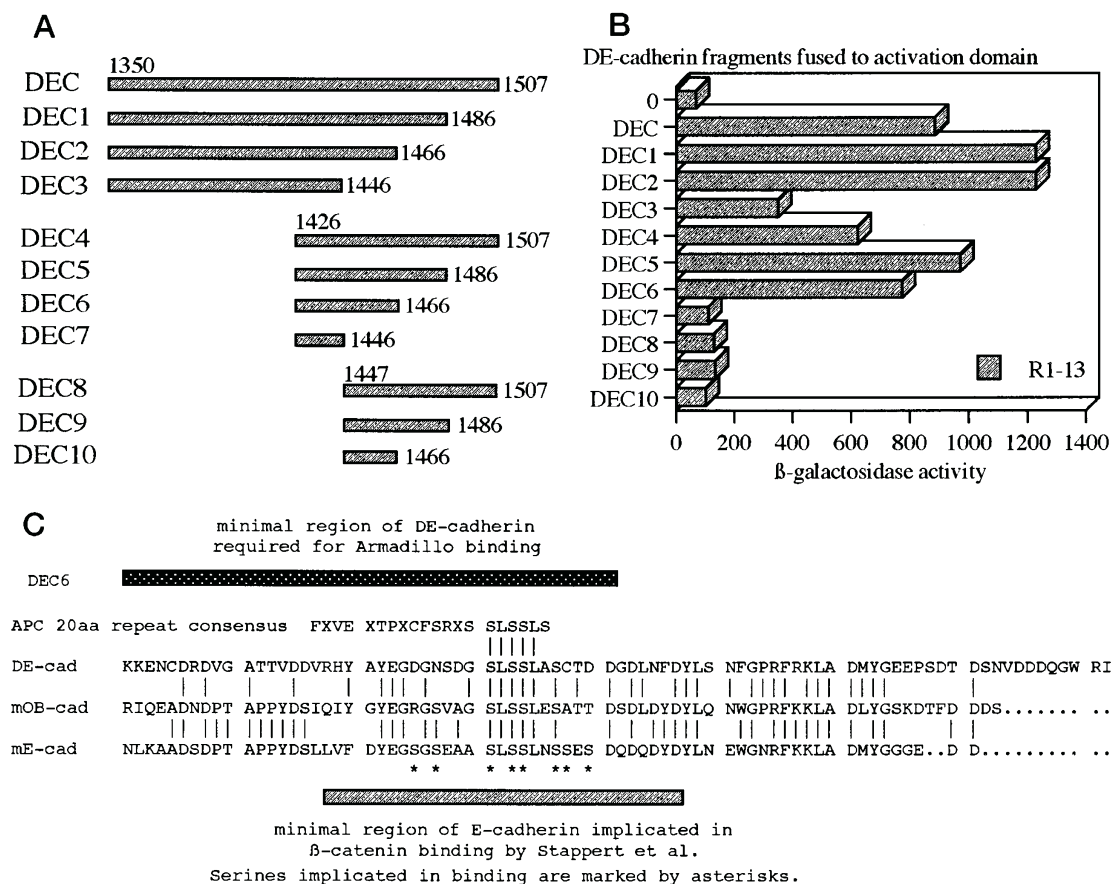 A
DEC 1350 1507
DEC1 1486
DEC2 1466
DEC3 1446
DEC4 1426 1507
DEC5 1486
DEC6 1466
DEC7 1446
DEC8 1447 1507
DEC9 1486
DEC10 1466
B
DE-cadherin fragments fused to activation domain
0
DEC
DEC1
DEC2
DEC3
DEC4
DEC5
DEC6
DEC7
DEC8
DEC9
DEC10
R1-13
0 200 400 600 800 1000 1200 1400
ß-galactosidase activity
C
minimal region of DE-cadherin
required for Armadillo binding
DEC6
APC 20aa repeat consensus FXVE XTPXCFSRXS SLSSLS
DE-cad KKENCDRDVG ATTVDDVRHY AYEGDGNSDG SLSSLASCTD DGDLNFDYLS NFGPRFRKLA DMYGEEPSDT D SNVDDDQGW RI
mOB-cad RIQEADNDPT APPYDSIQIY GYEGRGSVAG SLSSLESATT DSDLDYDYLQ NWGPRFKKLA DLYGSKDTFD DDS....... ..
mE-cad NLKAADSDPT APPYDSLLVF DYEGSGSEAA SLSSLNSSES DQDQDYDYLN EWGNRFKKLA DMYGGGE..D D......... ..
* * * ** ** *
minimal region of E-cadherin implicated in
ß-catenin binding by Stappert et al.
Serines implicated in binding are marked by asterisks.